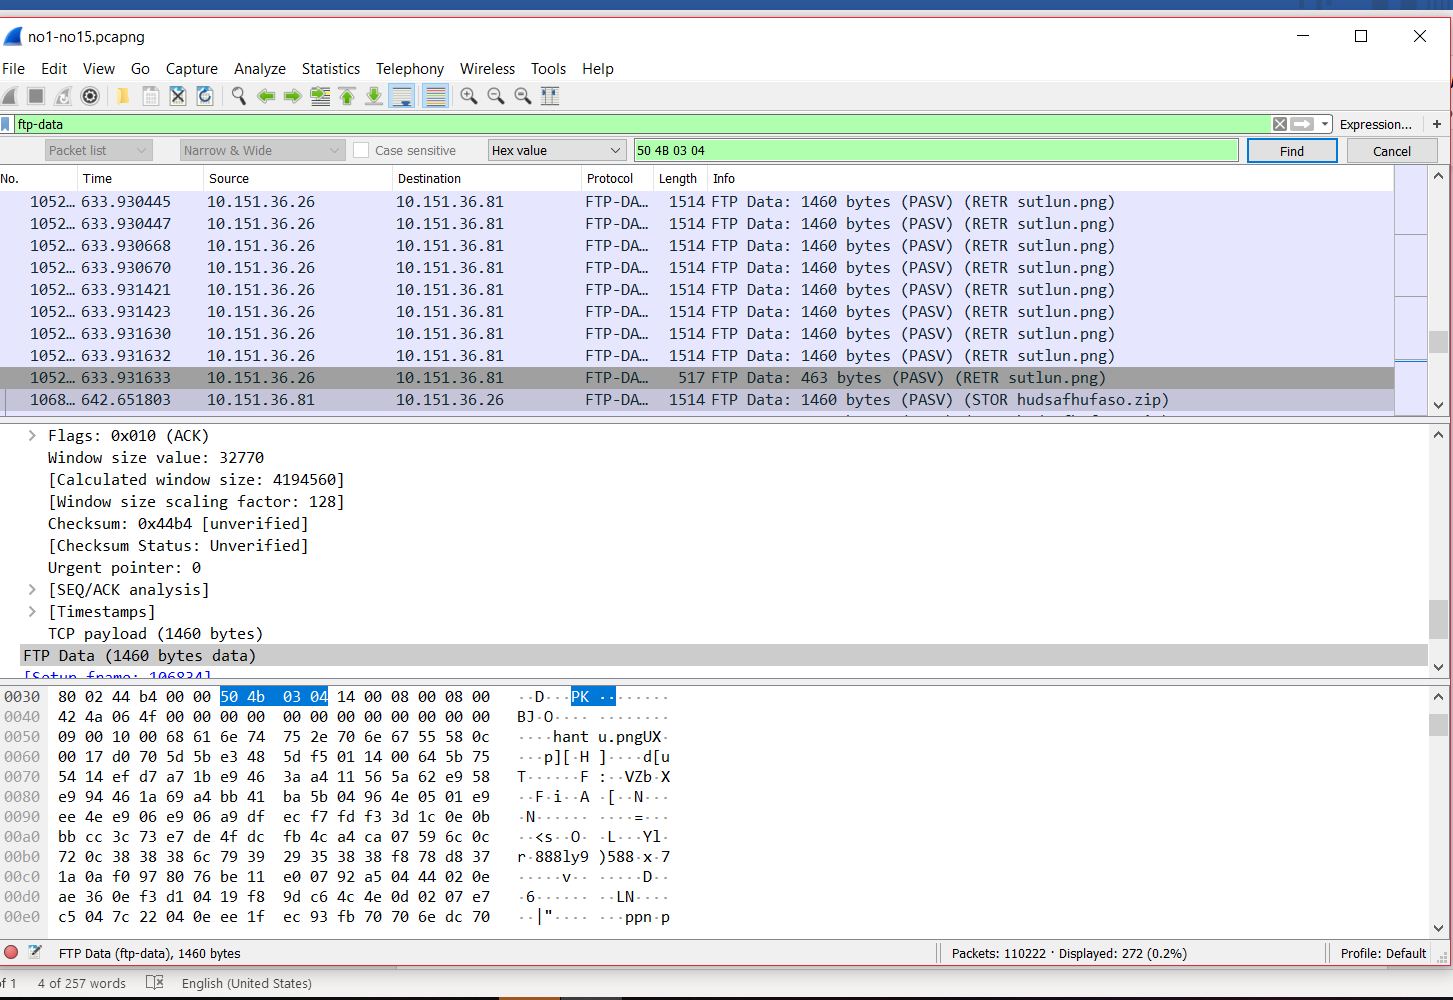 no1-no15.pcapng
File Edit View Go Capture Analyze Statistics Telephony Wireless Tools Help
ftp-data Expression... +
Packet list Narrow & Wide Case sensitive Hex value 50 4B 03 04 Find Cancel
No. Time Source Destination Protocol Length Info
1052… 633.930445 10.151.36.26 10.151.36.81 FTP-DA… 1514 FTP Data: 1460 bytes (PASV) (RETR sutlun.png)
1052… 633.930447 10.151.36.26 10.151.36.81 FTP-DA… 1514 FTP Data: 1460 bytes (PASV) (RETR sutlun.png)
1052… 633.930668 10.151.36.26 10.151.36.81 FTP-DA… 1514 FTP Data: 1460 bytes (PASV) (RETR sutlun.png)
1052… 633.930670 10.151.36.26 10.151.36.81 FTP-DA… 1514 FTP Data: 1460 bytes (PASV) (RETR sutlun.png)
1052… 633.931421 10.151.36.26 10.151.36.81 FTP-DA… 1514 FTP Data: 1460 bytes (PASV) (RETR sutlun.png)
1052… 633.931423 10.151.36.26 10.151.36.81 FTP-DA… 1514 FTP Data: 1460 bytes (PASV) (RETR sutlun.png)
1052… 633.931630 10.151.36.26 10.151.36.81 FTP-DA… 1514 FTP Data: 1460 bytes (PASV) (RETR sutlun.png)
1052… 633.931632 10.151.36.26 10.151.36.81 FTP-DA… 1514 FTP Data: 1460 bytes (PASV) (RETR sutlun.png)
1052… 633.931633 10.151.36.26 10.151.36.81 FTP-DA… 517 FTP Data: 463 bytes (PASV) (RETR sutlun.png)
1068… 642.651803 10.151.36.81 10.151.36.26 FTP-DA… 1514 FTP Data: 1460 bytes (PASV) (STOR hudsafhufaso.zip)
Flags: 0x010 (ACK)
Window size value: 32770
[Calculated window size: 4194560]
[Window size scaling factor: 128]
Checksum: 0x44b4 [unverified]
[Checksum Status: Unverified]
Urgent pointer: 0
[SEQ/ACK analysis]
[Timestamps]
TCP payload (1460 bytes)
FTP Data (1460 bytes data)
[Setup frame: 106834]
0030 80 02 44 b4 00 00 50 4b 03 04 14 00 08 00 08 00 ··D···PK ········
0040 42 4a 06 4f 00 00 00 00 00 00 00 00 00 00 00 00 BJ·O···· ········
0050 09 00 10 00 68 61 6e 74 75 2e 70 6e 67 55 58 0c ····hant u.pngUX·
0060 00 17 d0 70 5d 5b e3 48 5d f5 01 14 00 64 5b 75 ···p][·H ]····d[u
0070 54 14 ef d7 a7 1b e9 46 3a a4 11 56 5a 62 e9 58 T······F :··VZb·X
0080 e9 94 46 1a 69 a4 bb 41 ba 5b 04 96 4e 05 01 e9 ··F·i··A ·[··N···
0090 ee 4e e9 06 e9 06 a9 df ec f7 fd f3 3d 1c 0e 0b ·N······ ····=···
00a0 bb cc 3c 73 e7 de 4f dc fb 4c a4 ca 07 59 6c 0c ··<s··O· ·L···Yl·
00b0 72 0c 38 38 38 6c 79 39 29 35 38 38 f8 78 d8 37 r·888ly9 )588·x·7
00c0 1a 0a f0 97 80 76 be 11 e0 07 92 a5 04 44 02 0e ·····v·· ·····D··
00d0 ae 36 0e f3 d1 04 19 f8 9d c6 4c 4e 0d 02 07 e7 ·6······ ··LN····
00e0 c5 04 7c 22 04 0e ee 1f ec 93 fb 70 70 6e dc 70 ··|"···· ···ppn·p
FTP Data (ftp-data), 1460 bytes Packets: 110222 · Displayed: 272 (0.2%) Profile: Default
of 1 4 of 257 words English (United States)